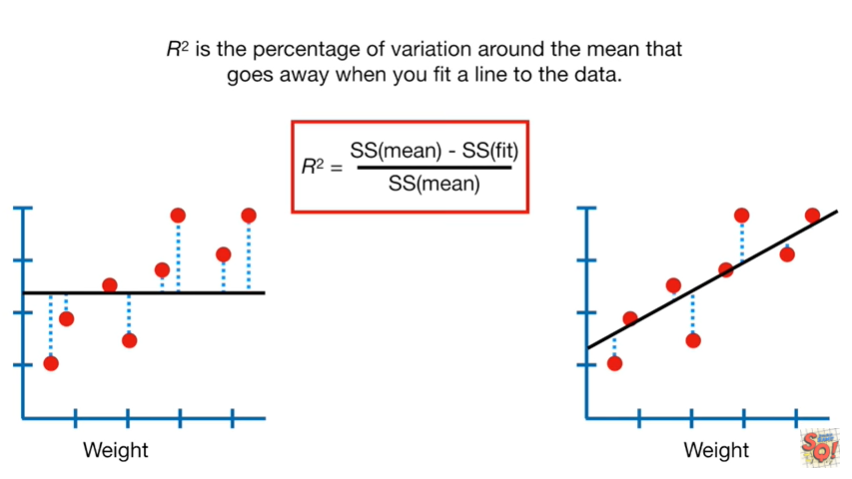 R² is the percentage of variation around the mean that
goes away when you fit a line to the data.
R² = SS(mean) - SS(fit)
SS(mean)
Weight
Weight
SQ!